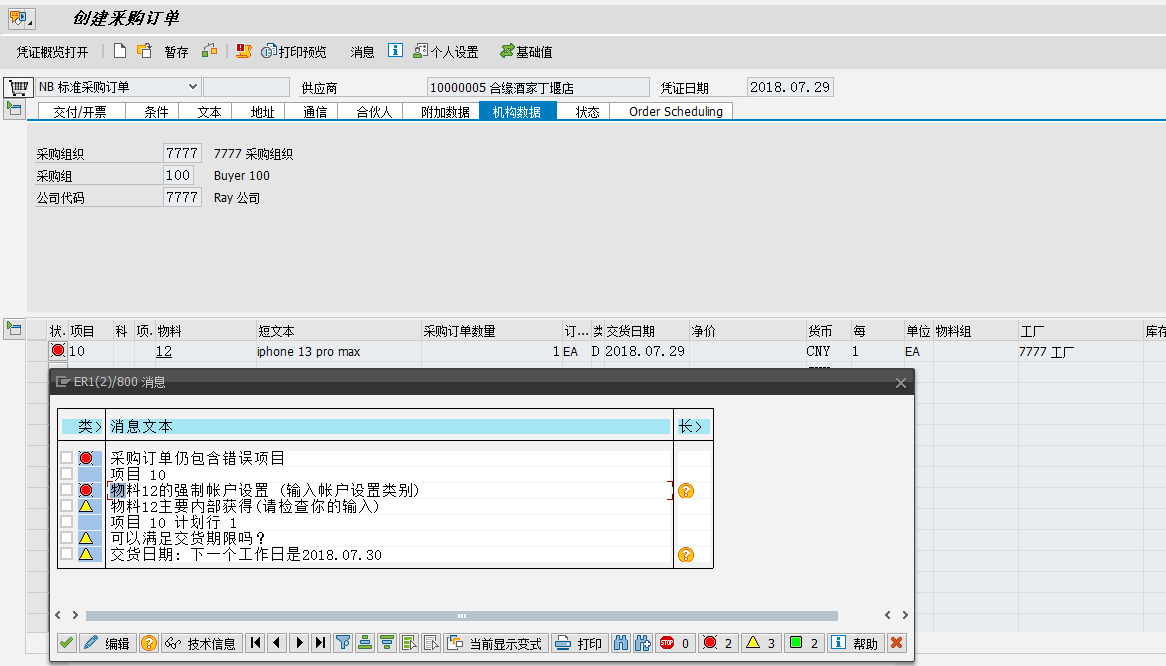 创建采购订单
凭证概览打开 暂存 打印预览 消息 个人设置 基础值
NB 标准采购订单 供应商 10000005 合缘酒家丁堰店 凭证日期 2018.07.29
交付/开票 条件 文本 地址 通信 合伙人 附加数据 机构数据 状态 Order Scheduling
采购组织 7777 7777 采购组织
采购组 100 Buyer 100
公司代码 7777 Ray 公司
状. 项目 科 项. 物料 短文本 采购订单数量 订... 类 交货日期 净价 货币 每 单位 物料组 工厂 库存
10 12 iphone 13 pro max 1 EA D 2018.07.29 CNY 1 EA 7777 工厂
ER1(2)/800 消息
类> 消息文本 长>
采购订单仍包含错误项目
项目 10
物料12的强制帐户设置 (输入帐户设置类别)
物料12主要内部获得(请检查你的输入)
项目 10 计划行 1
可以满足交货期限吗?
交货日期: 下一个工作日是2018.07.30
编辑 技术信息 当前显示变式 打印 STOP 0 2 3 2 帮助